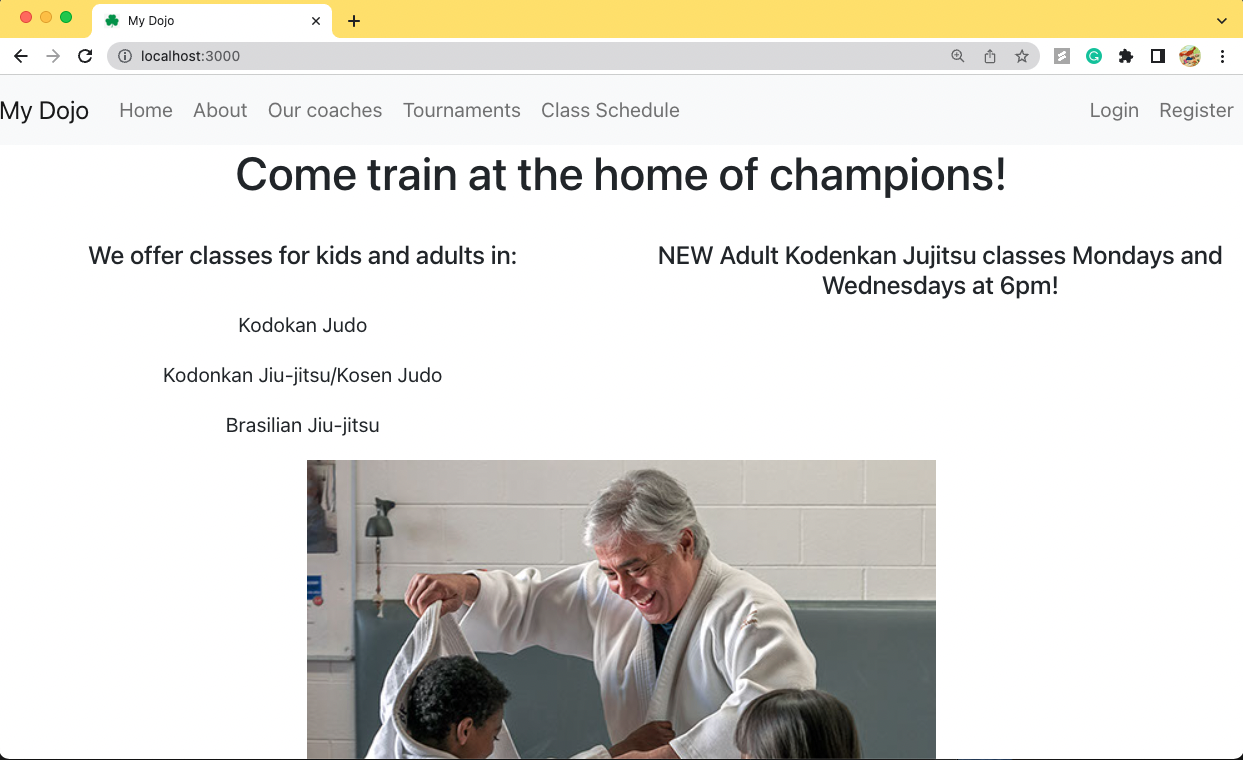 My Dojo
localhost:3000
My Dojo Home About Our coaches Tournaments Class Schedule Login Register
Come train at the home of champions!
We offer classes for kids and adults in:
Kodokan Judo
Kodonkan Jiu-jitsu/Kosen Judo
Brasilian Jiu-jitsu
NEW Adult Kodenkan Jujitsu classes Mondays and
Wednesdays at 6pm!